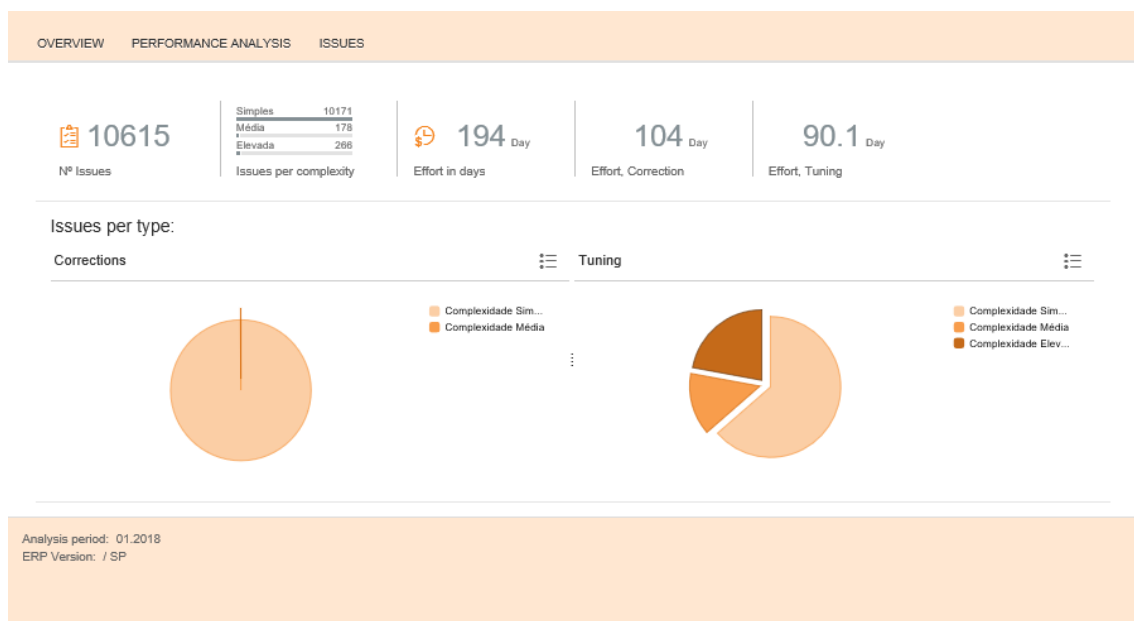 OVERVIEW PERFORMANCE ANALYSIS ISSUES
10615
Nº Issues
Simples 10171
Média 178
Elevada 266
Issues per complexity
194 Day
Effort in days
104 Day
Effort, Correction
90.1 Day
Effort, Tuning
Issues per type:
Corrections
Complexidade Sim...
Complexidade Média
Tuning
Complexidade Sim...
Complexidade Média
Complexidade Elev...
Analysis period: 01.2018
ERP Version: / SP